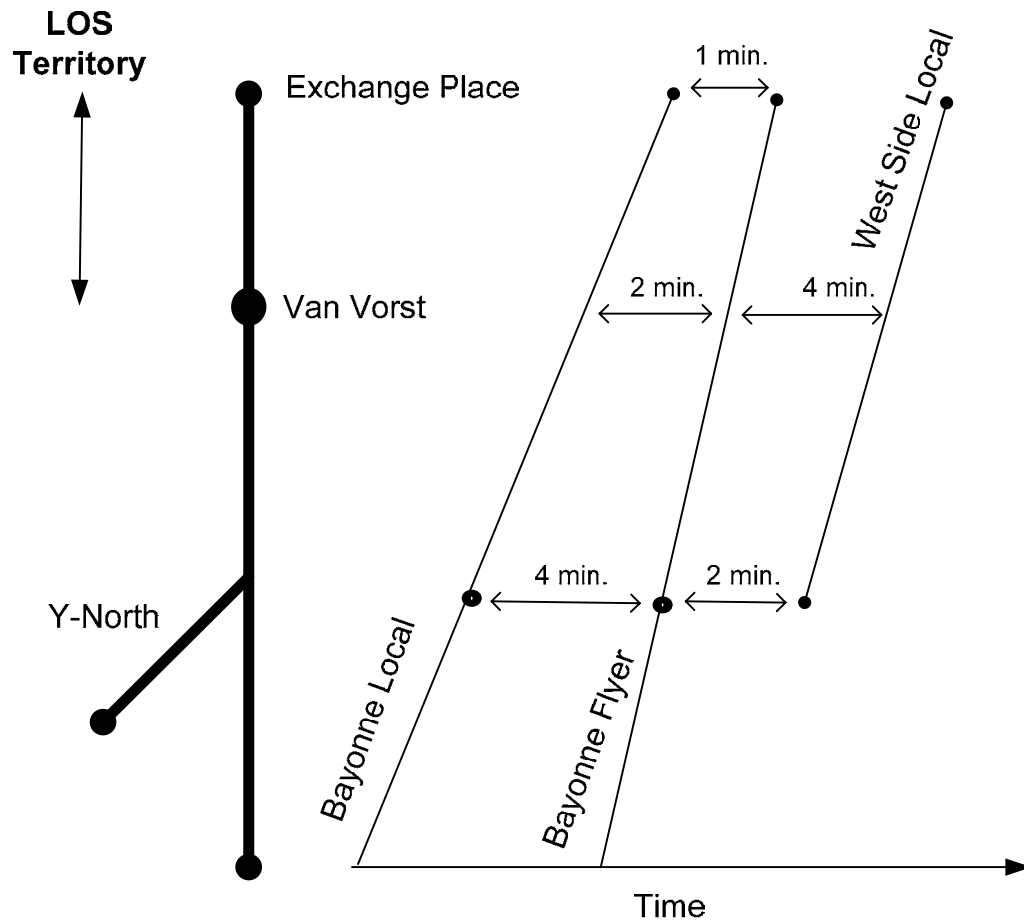 LOS
Territory
Exchange Place
1 min.
West Side Local
Van Vorst
2 min.
4 min.
Y-North
4 min.
2 min.
Bayonne Local
Bayonne Flyer
Time